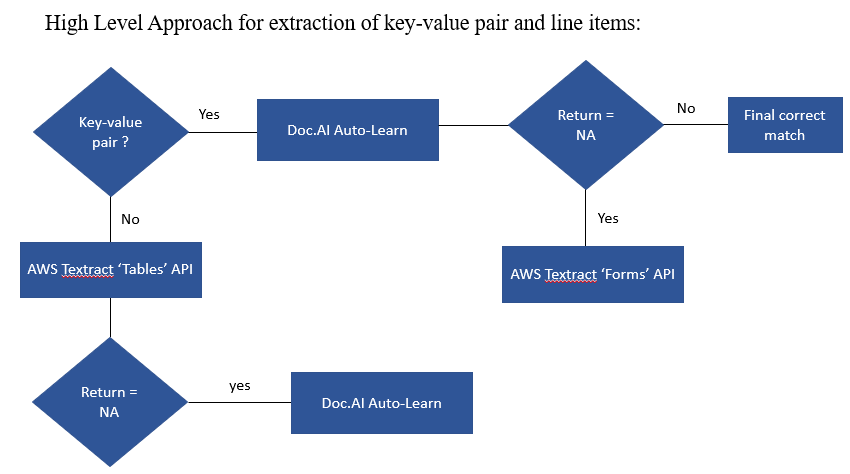 High Level Approach for extraction of key-value pair and line items:
Key-value
pair ?
Yes
Doc.AI Auto-Learn
Return =
NA
No
Final correct
match
No
Yes
AWS Textract ‘Tables’ API
AWS Textract ‘Forms’ API
Return =
NA
yes
Doc.AI Auto-Learn